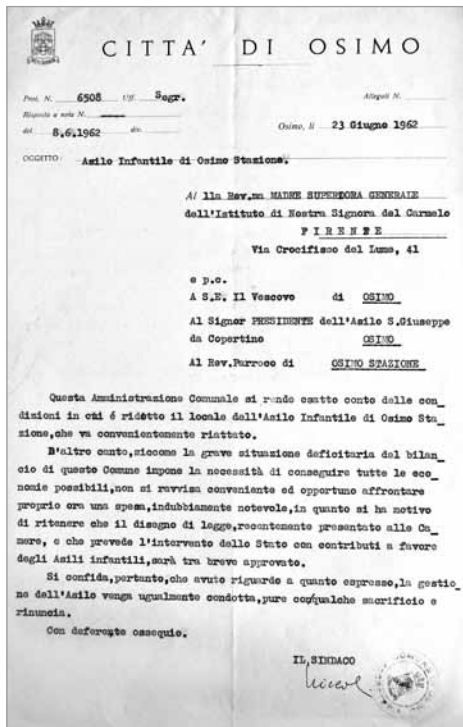 CITTA' DI OSIMO
Prot. N. 6508 Uff. Segr.
Allegati N.
Risposta a nota N.
del 8.6.1962 div.
Osimo, li 23 Giugno 1962
OGGETTO: Asilo Infantile di Osimo Stazione.
Al lla Rev.ma MADRE SUPERIORA GENERALE
dell'Istituto di Nostra Signora del Carmelo
FIRENZE
Via Crocifisso del Lume, 41
e p.c.
A S.E. Il Vescovo di OSIMO
Al Signor PRESIDENTE dell'Asilo S.Giuseppe
da Copertino OSIMO
Al Rev.Parroco di OSIMO STAZIONE
Questa Amministrazione Comunale si rende esatto conto delle con_
dizioni in cui é ridotto il locale dell'Asilo Infantile di Osimo Sta_
zione,che va convenientemente riattato.
D'altro canto,siccome la grave situazione deficitaria del bilan_
cio di questo Comune impone la necessità di conseguire tutte le eco_
nomie possibili,non si ravvisa conveniente ed opportuno affrontare
proprio ora una spesa,indubbiamente notevole,in quanto si ha motivo
di ritenere che il disegno di legge,recentemente presentato alle Ca_
mere, e che prevede l'intervento dello Stato con contributi a favore
degli Asili infantili,sarà tra breve approvato.
Si confida,pertanto,che avuto riguardo a quanto espresso,la gestio_
ne dell'Asilo venga ugualmente condotta,pure con qualche sacrificio e
rinuncia.
Con deferente ossequio.
IL SINDACO